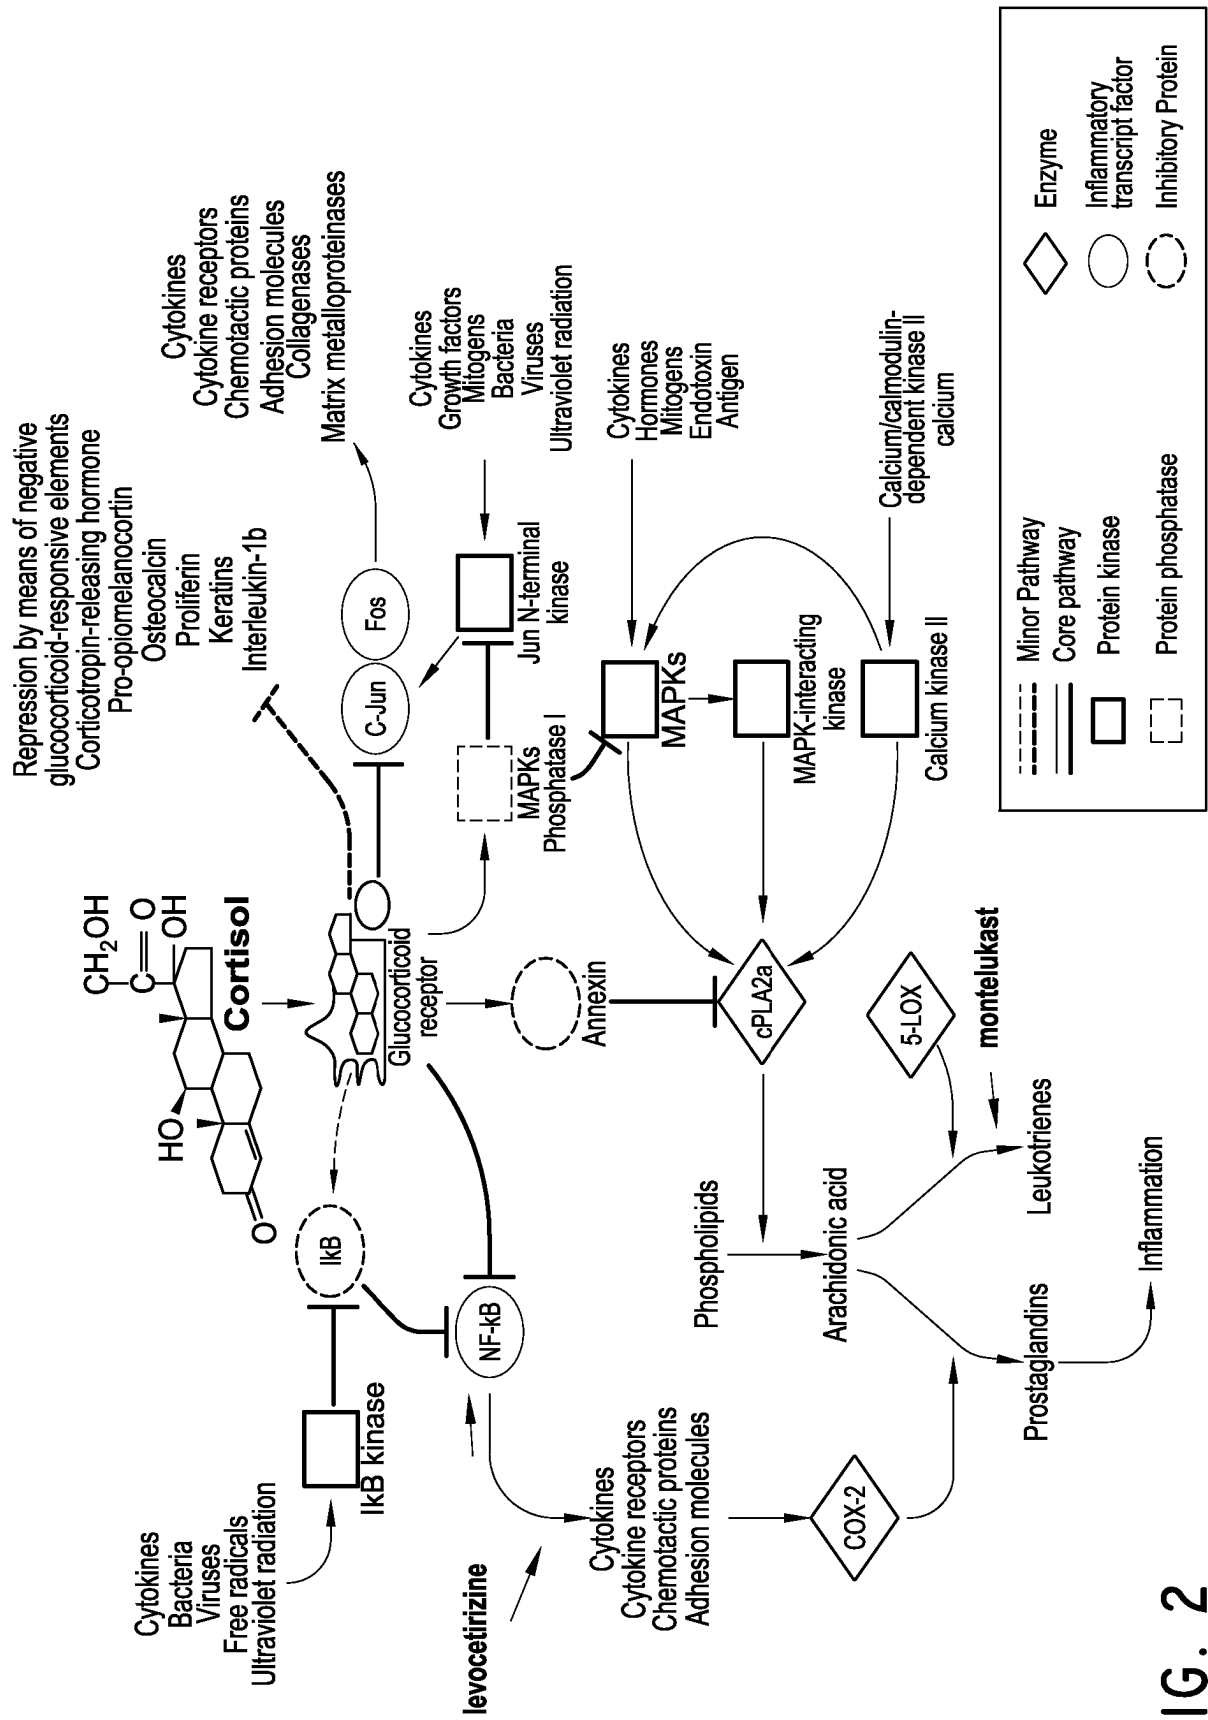 Repression by means of negative
glucocorticoid-responsive elements
Corticotropin-releasing hormone
Pro-opiomelanocortin
Osteocalcin
Proliferin
Keratins
Interleukin-1b
CH2OH
C
O
OH
HO
O
Cortisol
Cytokines
Cytokine receptors
Chemotactic proteins
Adhesion molecules
Collagenases
Matrix metalloproteinases
Cytokines
Bacteria
Viruses
Free radicals
Ultraviolet radiation
IkB kinase
IkB
Glucocorticoid
receptor
C-Jun
Fos
Cytokines
Growth factors
Mitogens
Bacteria
Viruses
Ultraviolet radiation
Jun N-terminal
kinase
MAPKs
Phosphatase I
levocetirizine
NF-kB
Annexin
Cytokines
Hormones
Mitogens
Endotoxin
Antigen
MAPKs
MAPK-interacting
kinase
Calcium/calmodulin-
dependent kinase II
calcium
Calcium kinase II
cPLA2a
Cytokines
Cytokine receptors
Chemotactic proteins
Adhesion molecules
Phospholipids
Arachidonic acid
COX-2
5-LOX
montelukast
Leukotrienes
Prostaglandins
Inflammation
Minor Pathway
Core pathway
Protein kinase
Protein phosphatase
Enzyme
Inflammatory
transcript factor
Inhibitory Protein
IG. 2